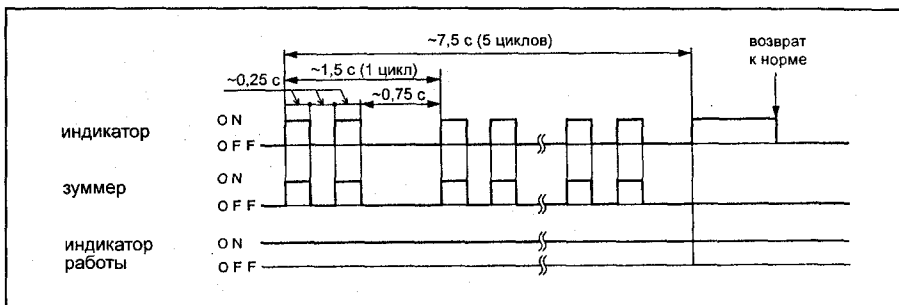 ~7,5 с (5 циклов)
возврат
к норме
~1,5 с (1 цикл)
~0,25 с
~0,75 с
индикатор
ON
OFF
зуммер
ON
OFF
индикатор
работы
ON
OFF